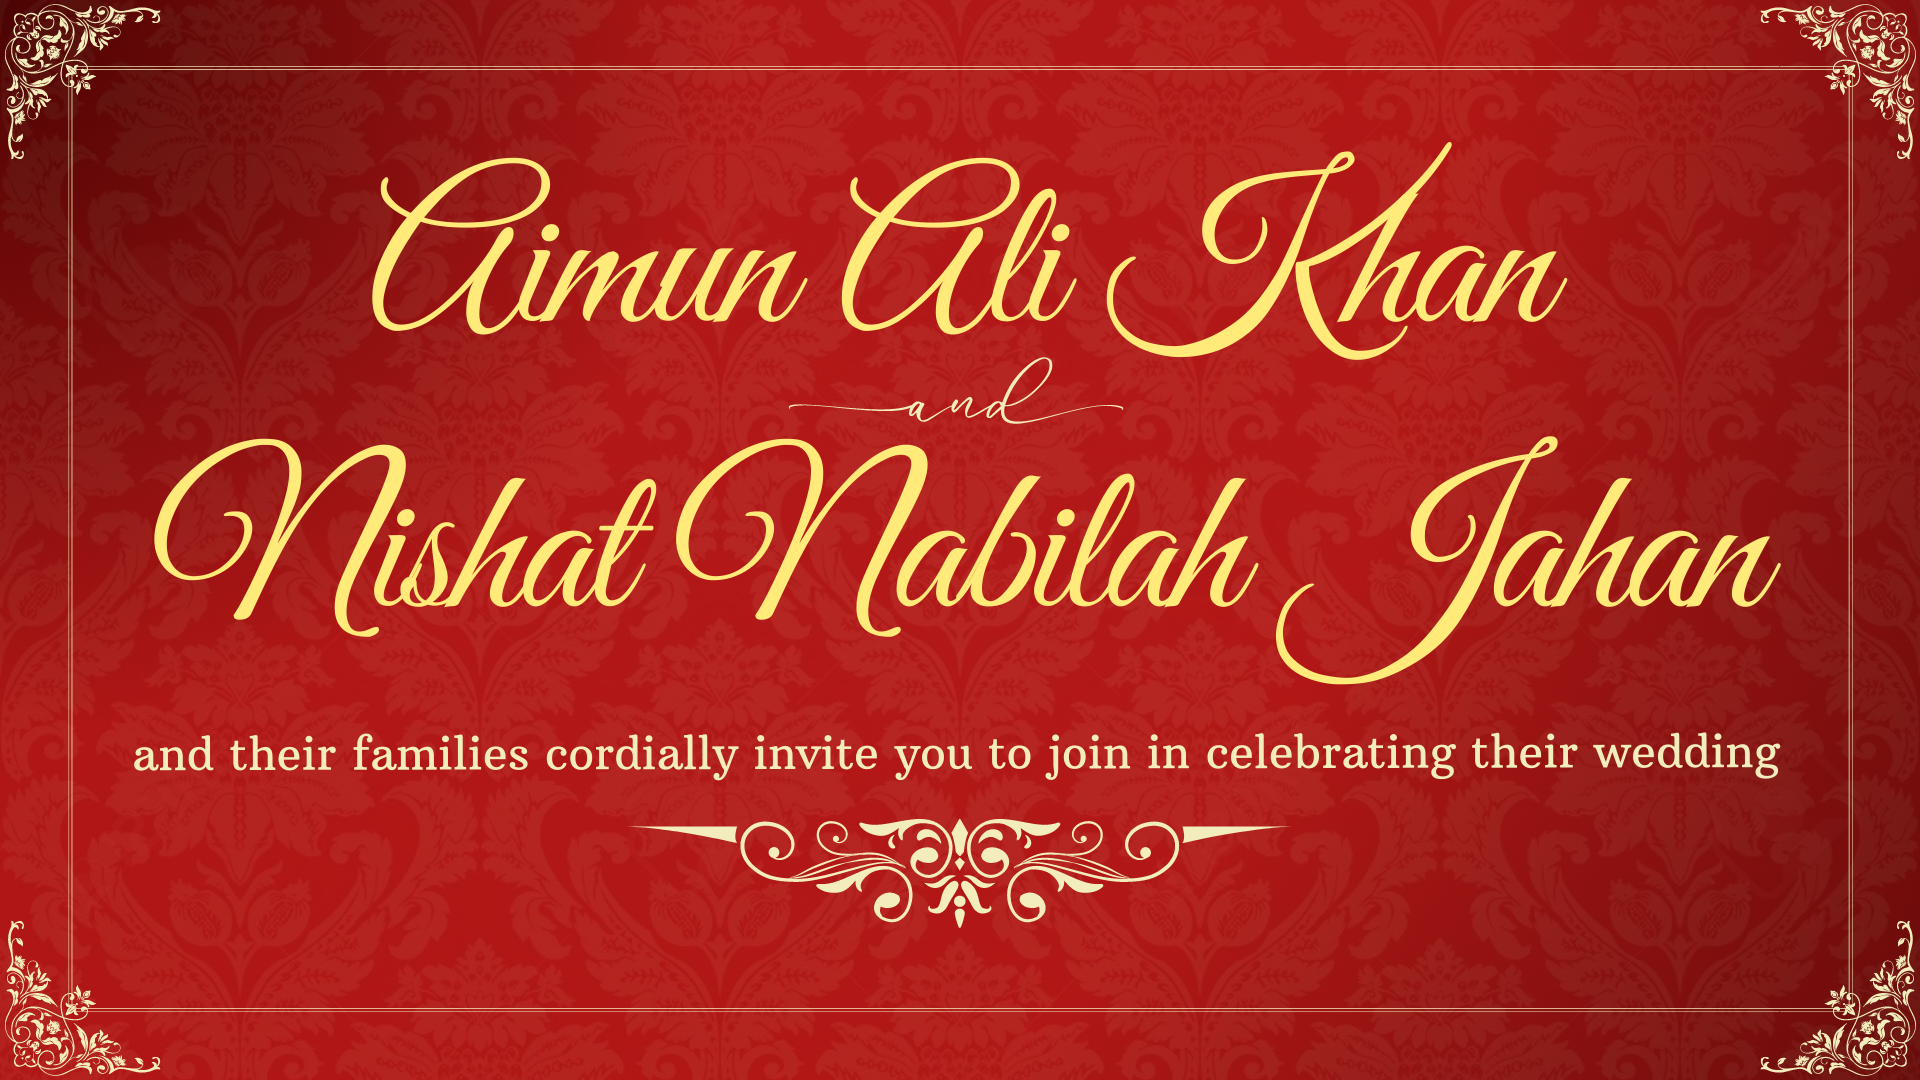 Aimun Ali Khan
and
Nishat Nabilah Jahan
and their families cordially invite you to join in celebrating their wedding